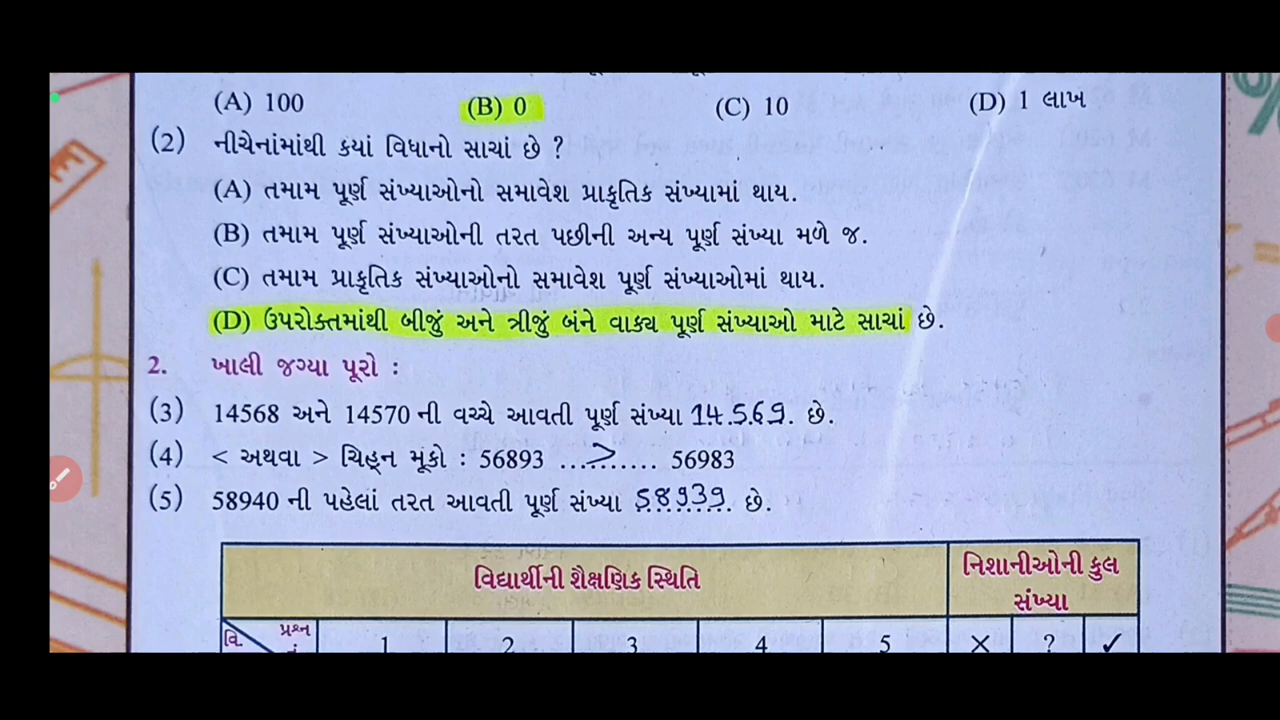 (A) 100 (B) 0 (C) 10 (D) 1 લાખ
(2) નીચેનાંમાંથી કયાં વિધાનો સાચાં છે ?
(A) તમામ પૂર્ણ સંખ્યાઓનો સમાવેશ પ્રાકૃતિક સંખ્યામાં થાય.
(B) તમામ પૂર્ણ સંખ્યાઓની તરત પછીની અન્ય પૂર્ણ સંખ્યા મળે જ.
(C) તમામ પ્રાકૃતિક સંખ્યાઓનો સમાવેશ પૂર્ણ સંખ્યાઓમાં થાય.
(D) ઉપરોક્તમાંથી બીજું અને ત્રીજું બંને વાક્ય પૂર્ણ સંખ્યાઓ માટે સાચાં છે.
2. ખાલી જગ્યા પૂરો :
(3) 14568 અને 14570 ની વચ્ચે આવતી પૂર્ણ સંખ્યા 14569 છે.
(4) < અથવા > ચિહ્ન મૂકો : 56893 ....>.... 56983
(5) 58940 ની પહેલાં તરત આવતી પૂર્ણ સંખ્યા 58939 છે.
વિદ્યાર્થીની શૈક્ષણિક સ્થિતિ નિશાનીઓની કુલ સંખ્યા
વિ. પ્રશ્ન 1 2 3 4 5 × ? ✓